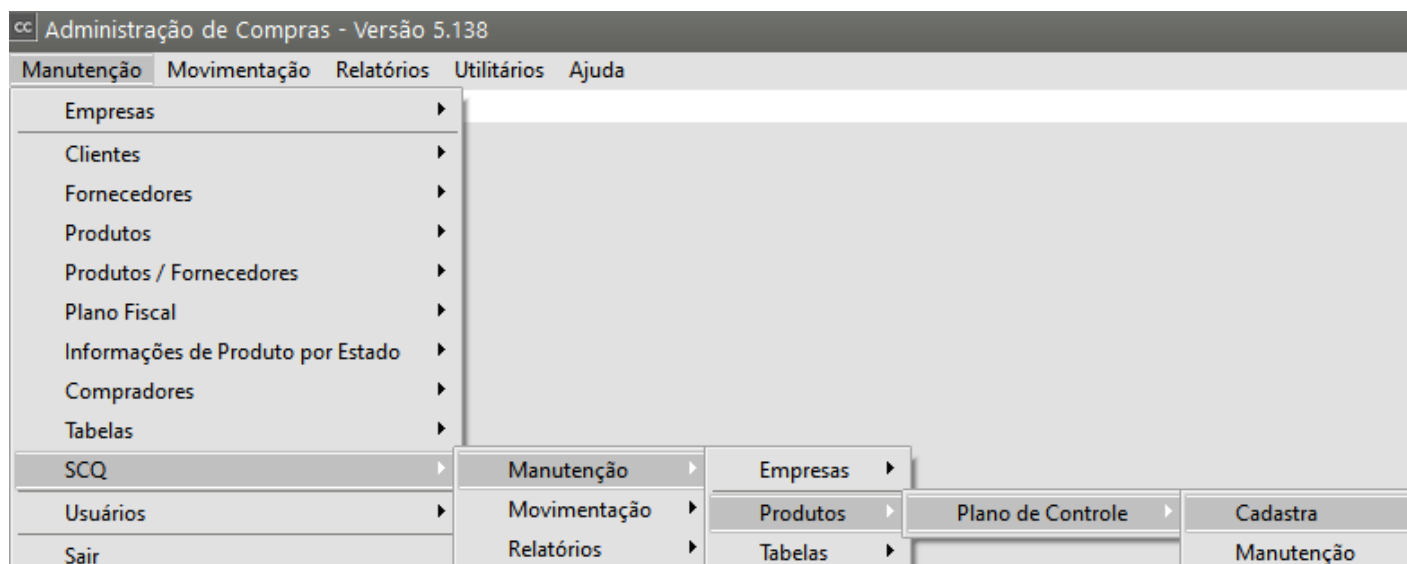 cc Administração de Compras - Versão 5.138
Manutenção Movimentação Relatórios Utilitários Ajuda
Empresas
Clientes
Fornecedores
Produtos
Produtos / Fornecedores
Plano Fiscal
Informações de Produto por Estado
Compradores
Tabelas
SCQ Manutenção Empresas
Usuários Movimentação Produtos Plano de Controle Cadastra
Sair Relatórios Tabelas Manutenção